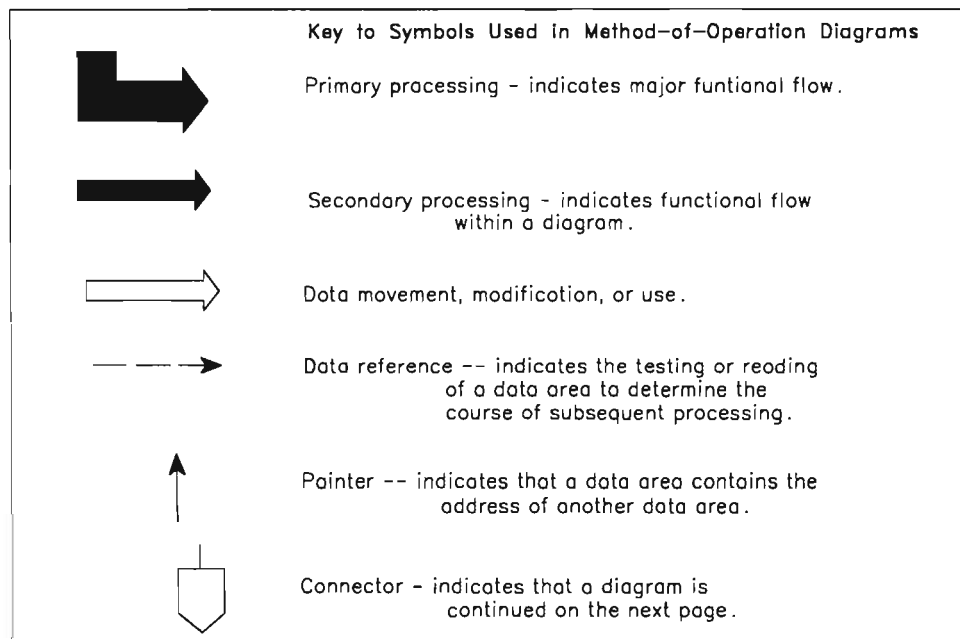 Key to Symbols Used in Method-of-Operation Diagrams
Primary processing - indicates major funtianal flow.
Secondary processing - indicates functional flow
within a diagram.
Data movement, modification, or use.
Data reference -- indicates the testing or reading
of a data area to determine the
course of subsequent processing.
Pointer -- indicates that a data area contains the
address of another data area.
Connector - indicates that a diagram is
continued on the next page.